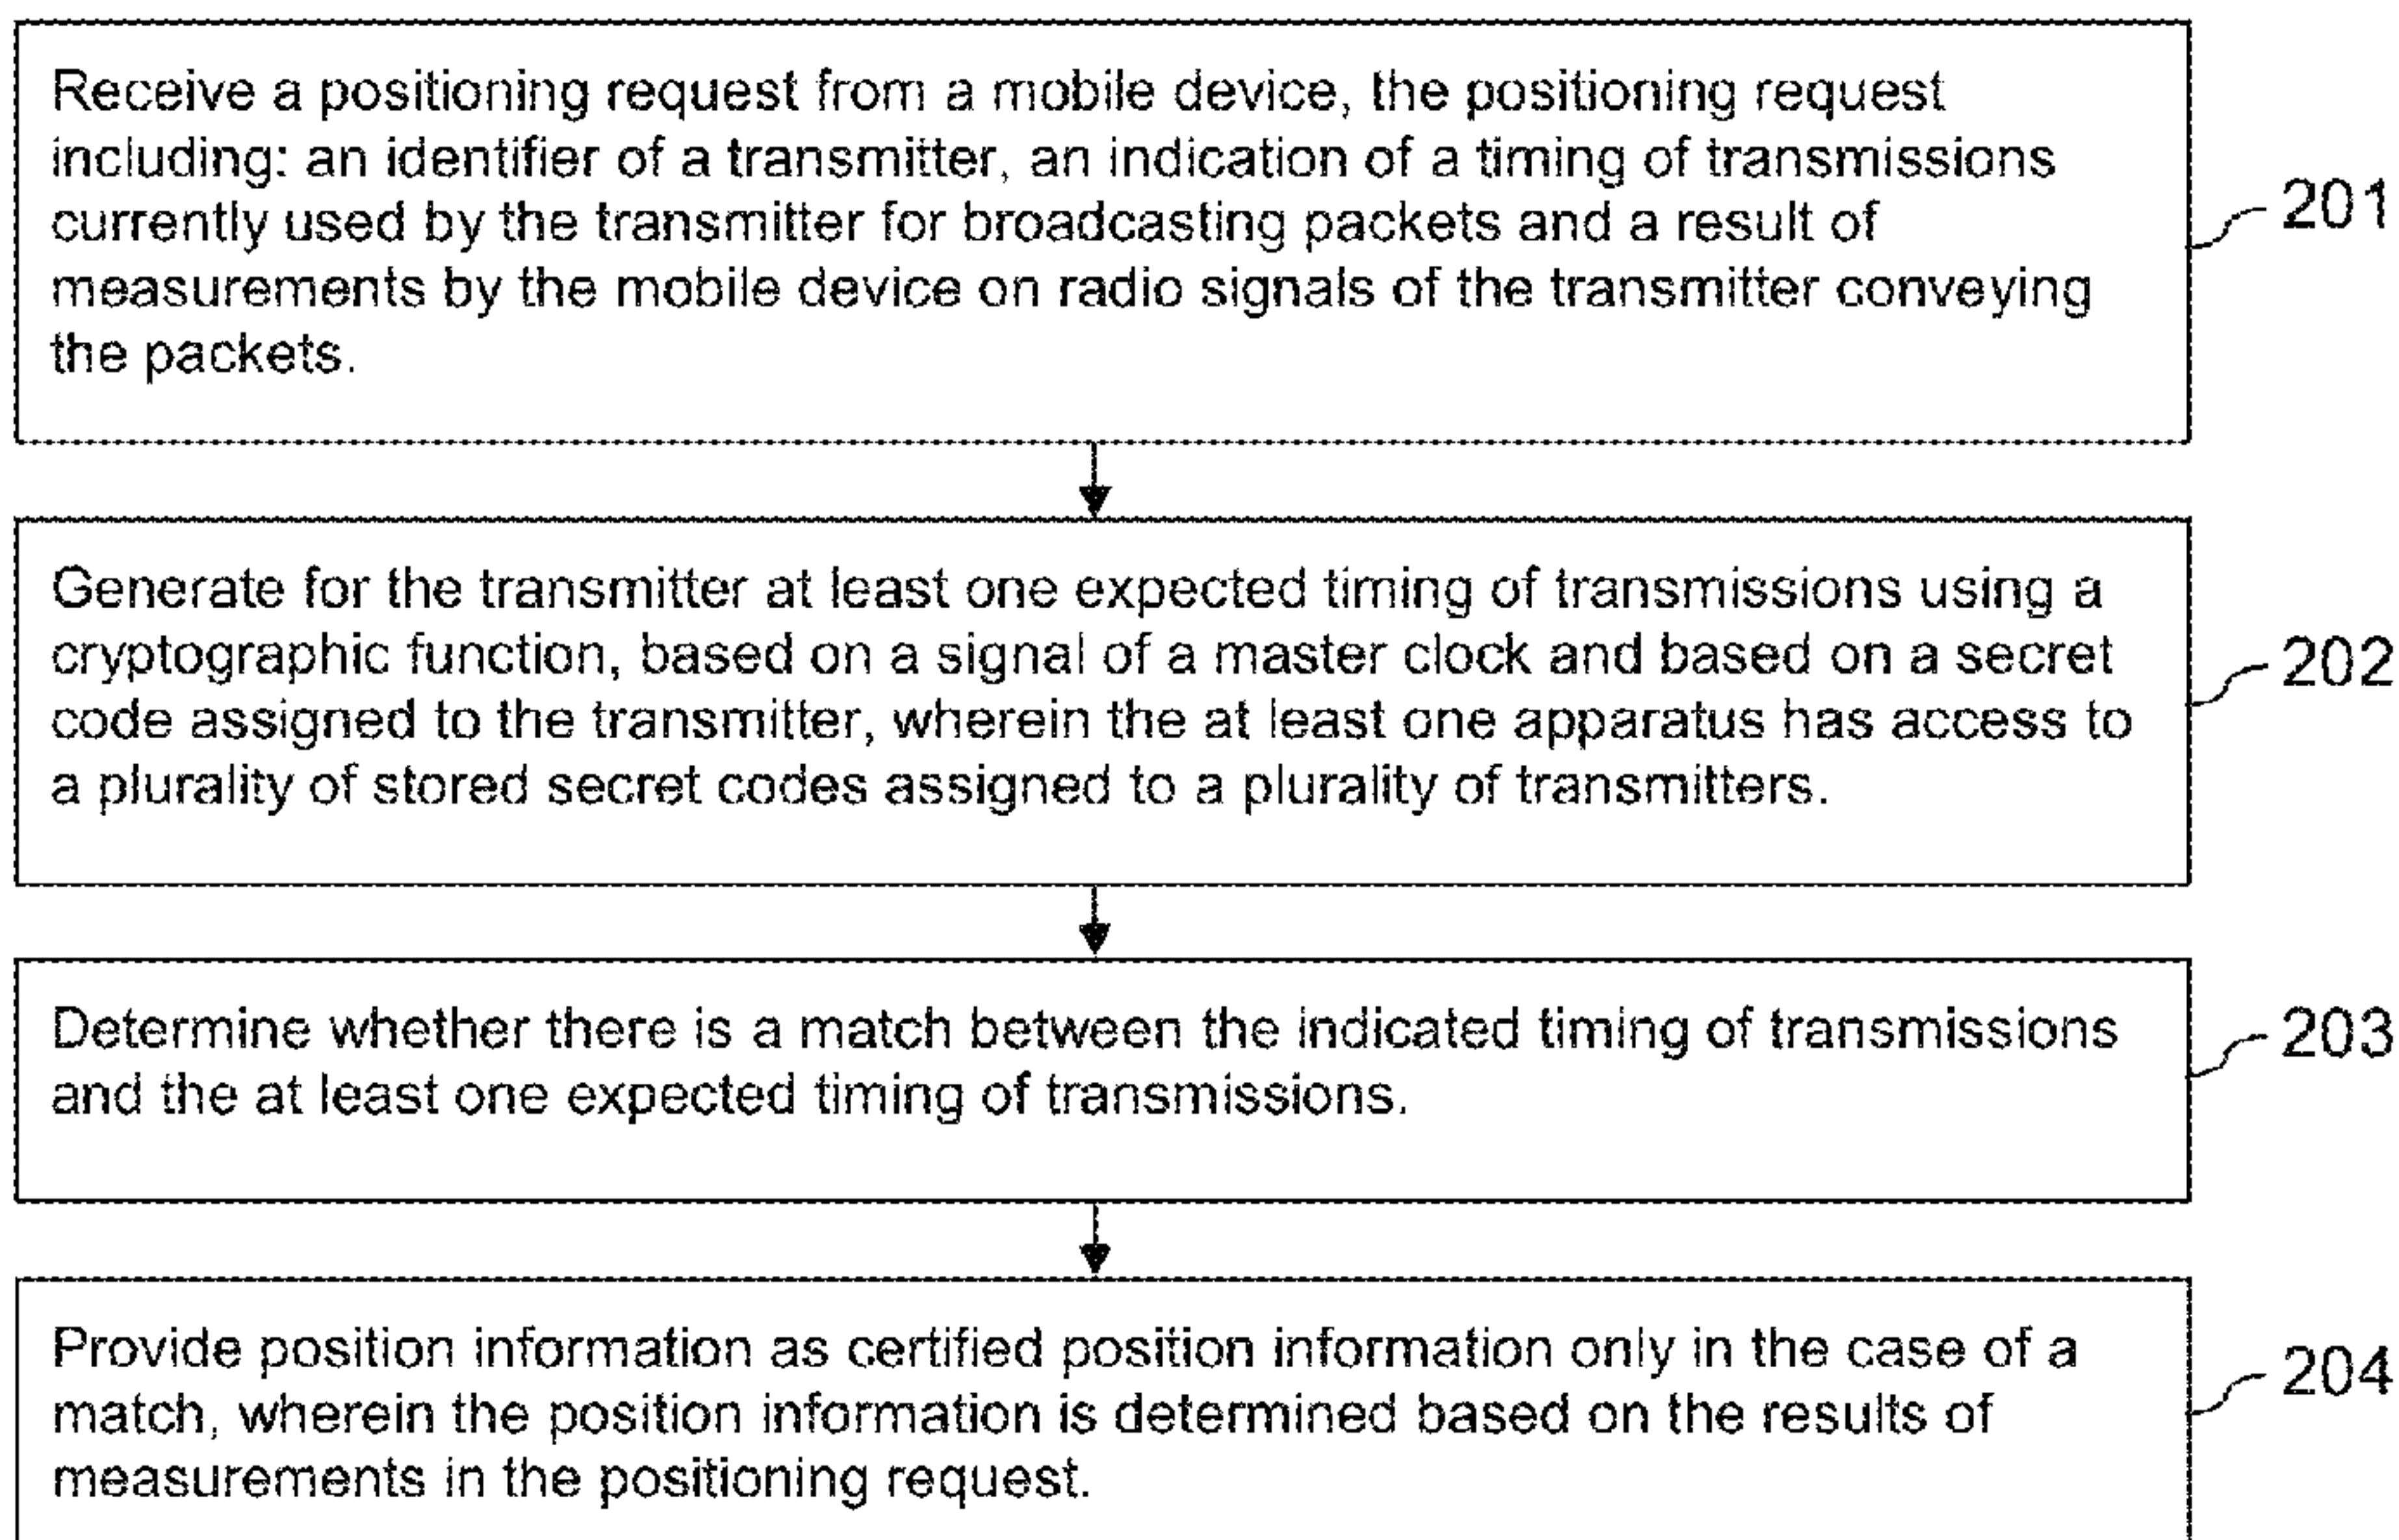 Receive a positioning request from a mobile device, the positioning request
including: an identifier of a transmitter, an indication of a timing of transmissions
currently used by the transmitter for broadcasting packets and a result of
measurements by the mobile device on radio signals of the transmitter conveying
the packets.
201
Generate for the transmitter at least one expected timing of transmissions using a
cryptographic function, based on a signal of a master clock and based on a secret
code assigned to the transmitter, wherein the at least one apparatus has access to
a plurality of stored secret codes assigned to a plurality of transmitters.
202
Determine whether there is a match between the indicated timing of transmissions
and the at least one expected timing of transmissions.
203
Provide position information as certified position information only in the case of a
match, wherein the position information is determined based on the results of
measurements in the positioning request.
204